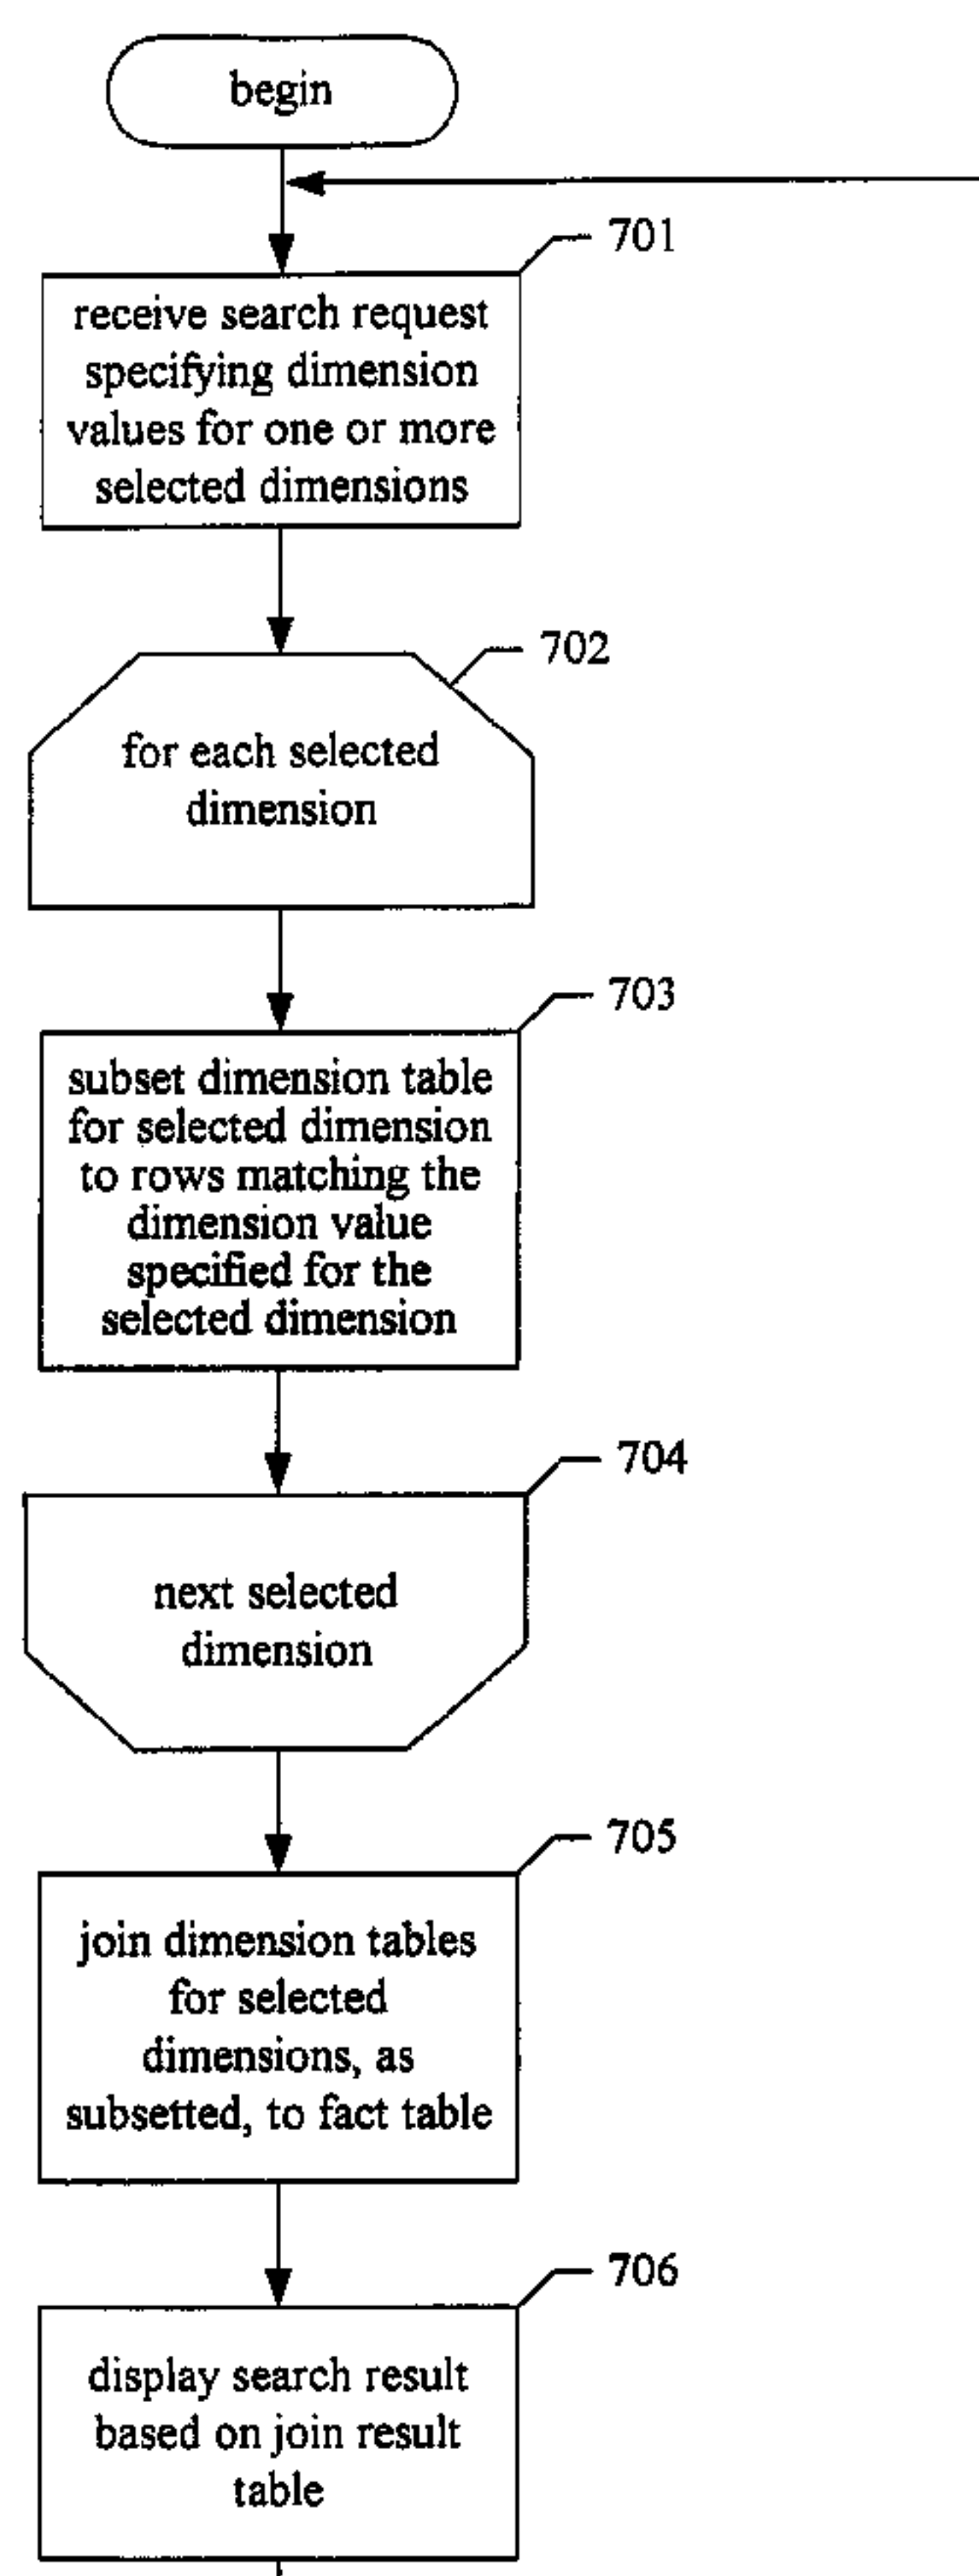 begin
701
receive search request
specifying dimension
values for one or more
selected dimensions
702
for each selected
dimension
703
subset dimension table
for selected dimension
to rows matching the
dimension value
specified for the
selected dimension
704
next selected
dimension
705
join dimension tables
for selected
dimensions, as
subsetted, to fact table
706
display search result
based on join result
table